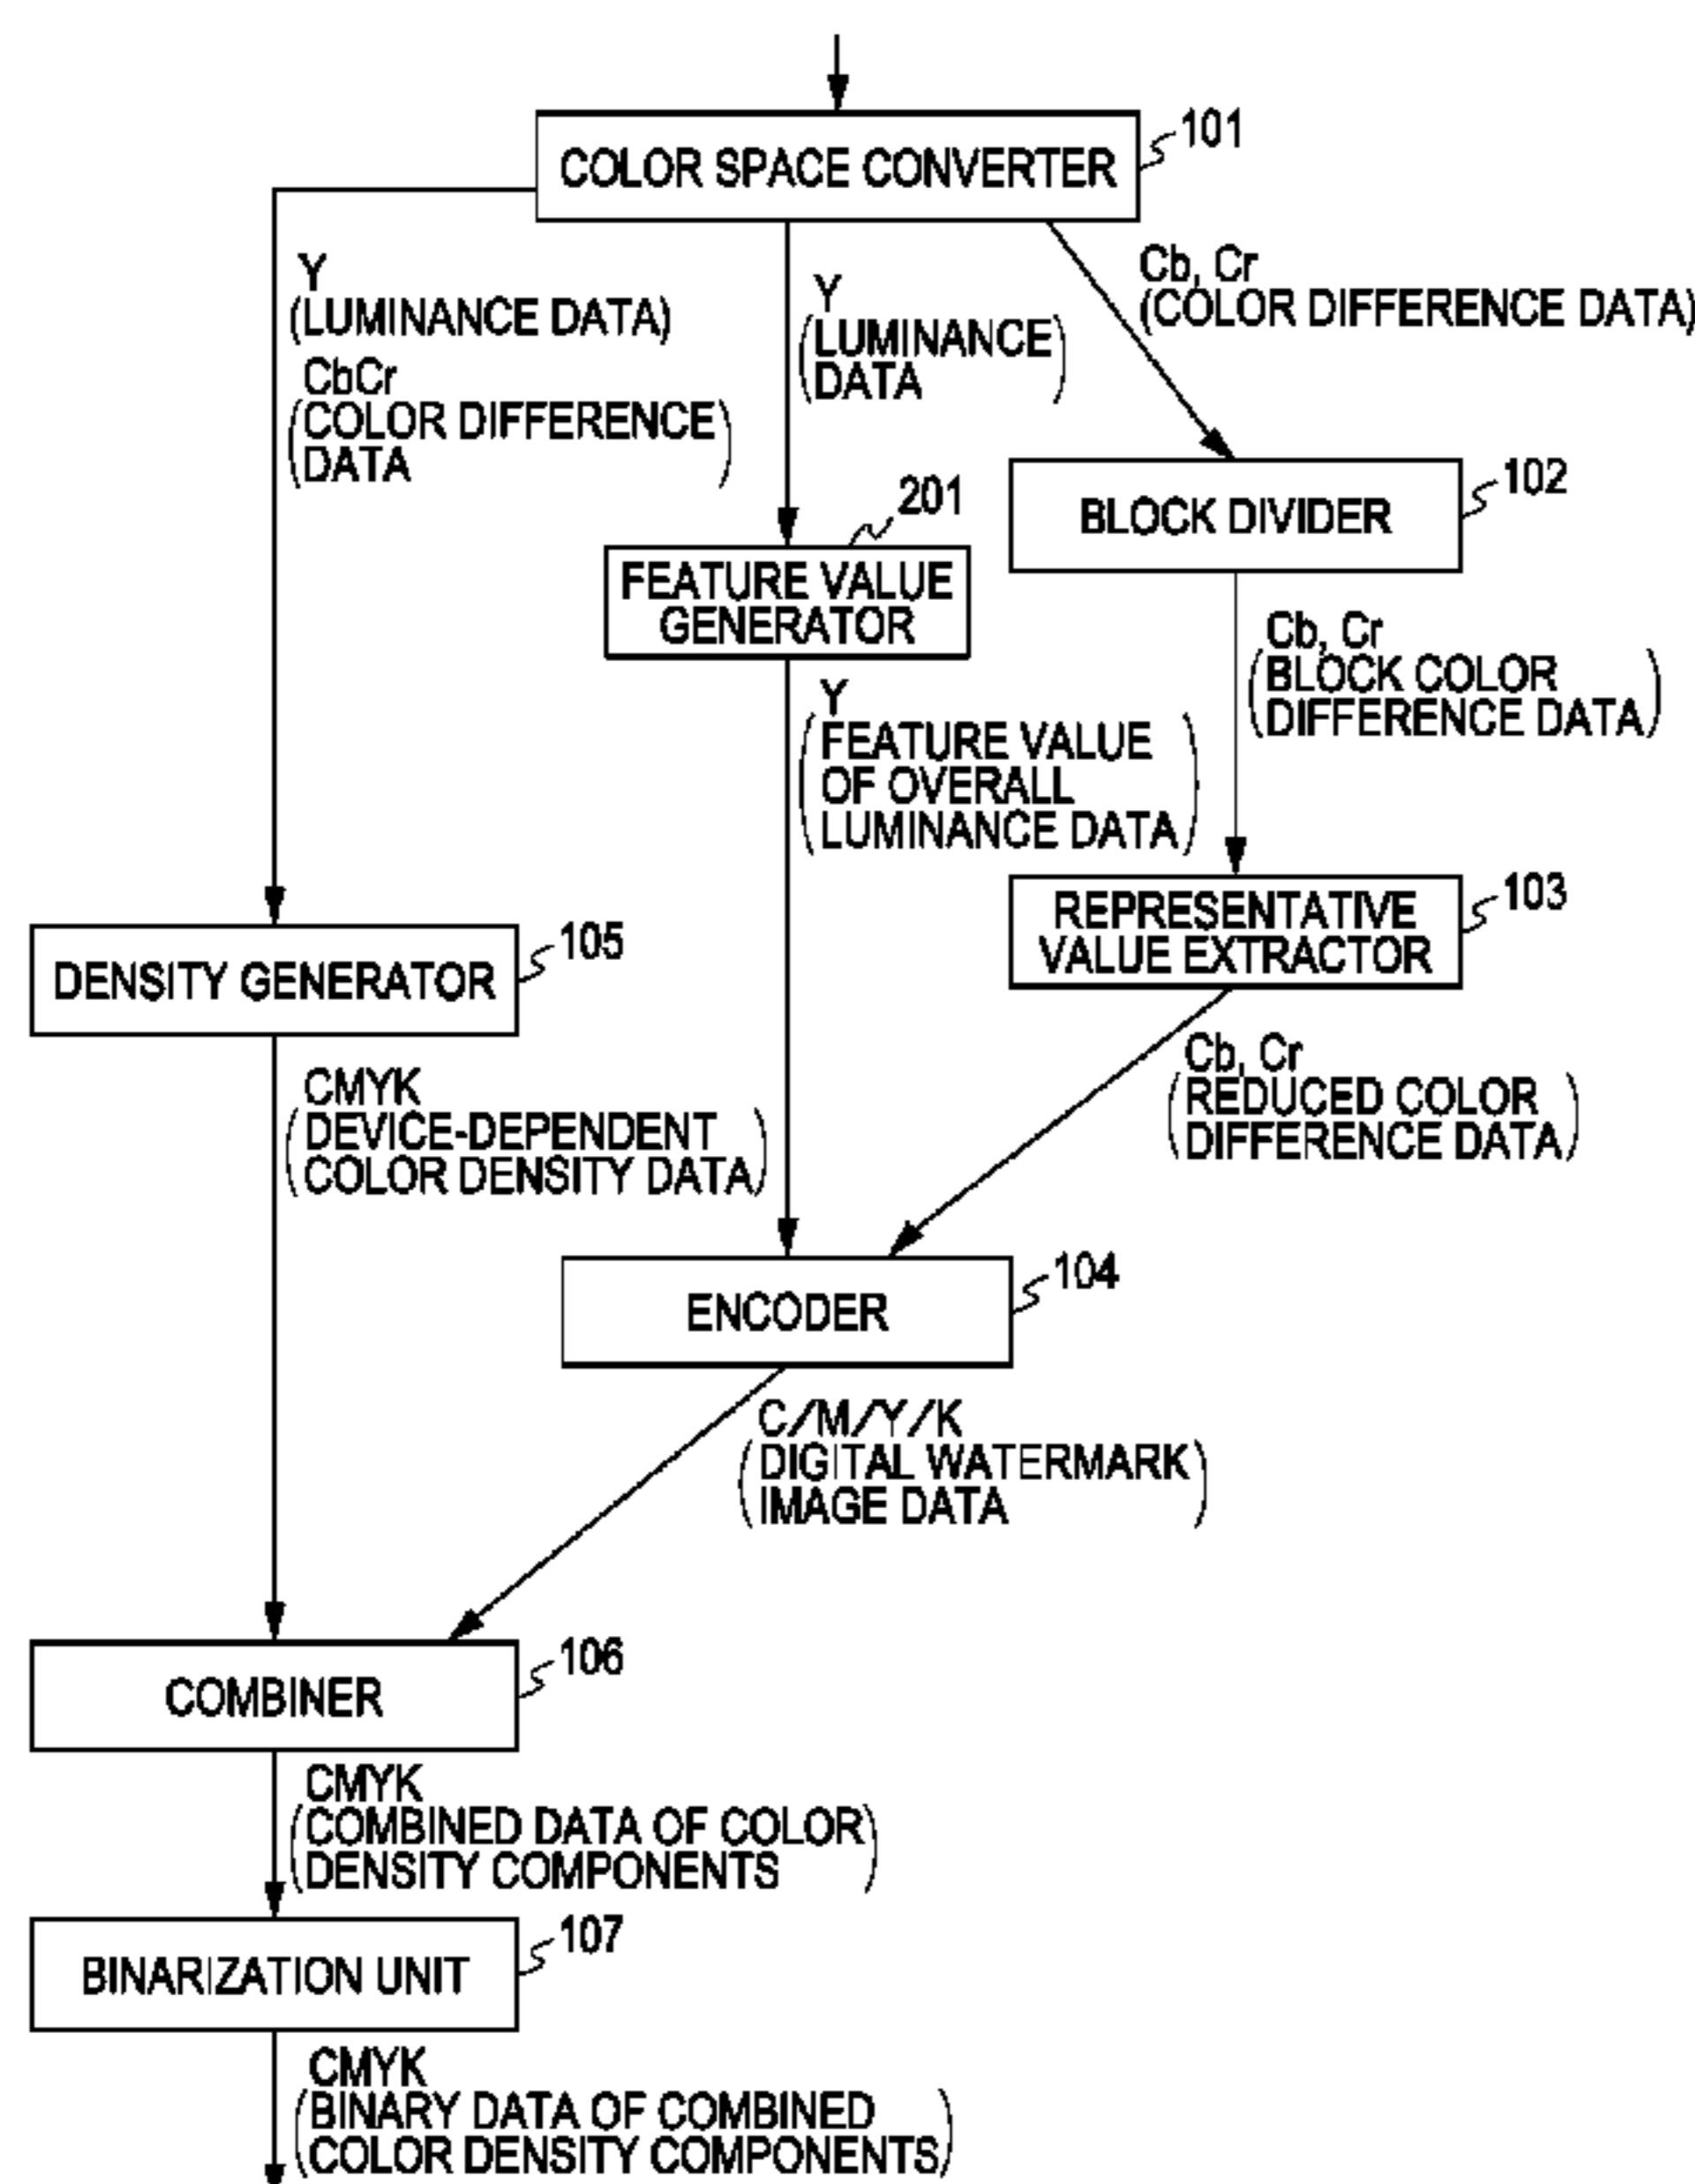 101
COLOR SPACE CONVERTER
Y
(LUMINANCE DATA)
CbCr
(COLOR DIFFERENCE
DATA)
Y
(LUMINANCE
DATA)
Cb, Cr
(COLOR DIFFERENCE DATA)
102
BLOCK DIVIDER
201
FEATURE VALUE
GENERATOR
Cb, Cr
(BLOCK COLOR
DIFFERENCE DATA)
Y
(FEATURE VALUE
OF OVERALL
LUMINANCE DATA)
103
REPRESENTATIVE
VALUE EXTRACTOR
105
DENSITY GENERATOR
Cb, Cr
(REDUCED COLOR
DIFFERENCE DATA)
CMYK
(DEVICE-DEPENDENT
COLOR DENSITY DATA)
104
ENCODER
C/M/Y/K
(DIGITAL WATERMARK
IMAGE DATA)
106
COMBINER
CMYK
(COMBINED DATA OF COLOR
DENSITY COMPONENTS)
107
BINARIZATION UNIT
CMYK
(BINARY DATA OF COMBINED
COLOR DENSITY COMPONENTS)